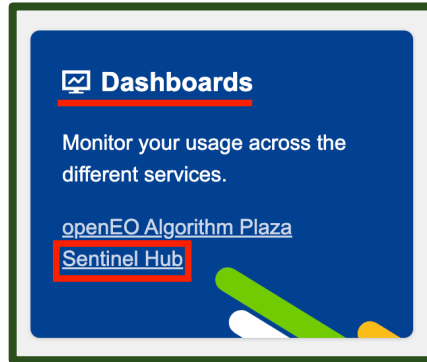 Dashboards
Monitor your usage across the
different services.
openEO Algorithm Plaza
Sentinel Hub